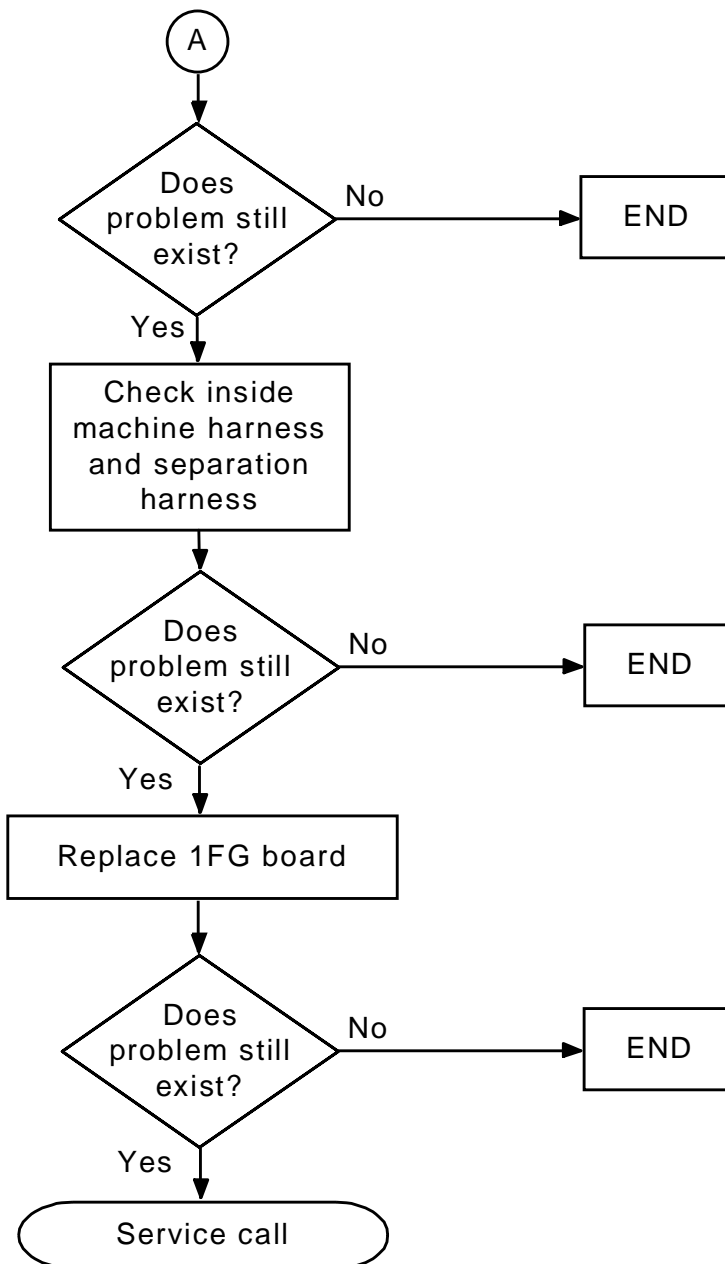 A
Does
problem still
exist?
No
END
Yes
Check inside
machine harness
and separation
harness
Does
problem still
exist?
No
END
Yes
Replace 1FG board
Does
problem still
exist?
No
END
Yes
Service call